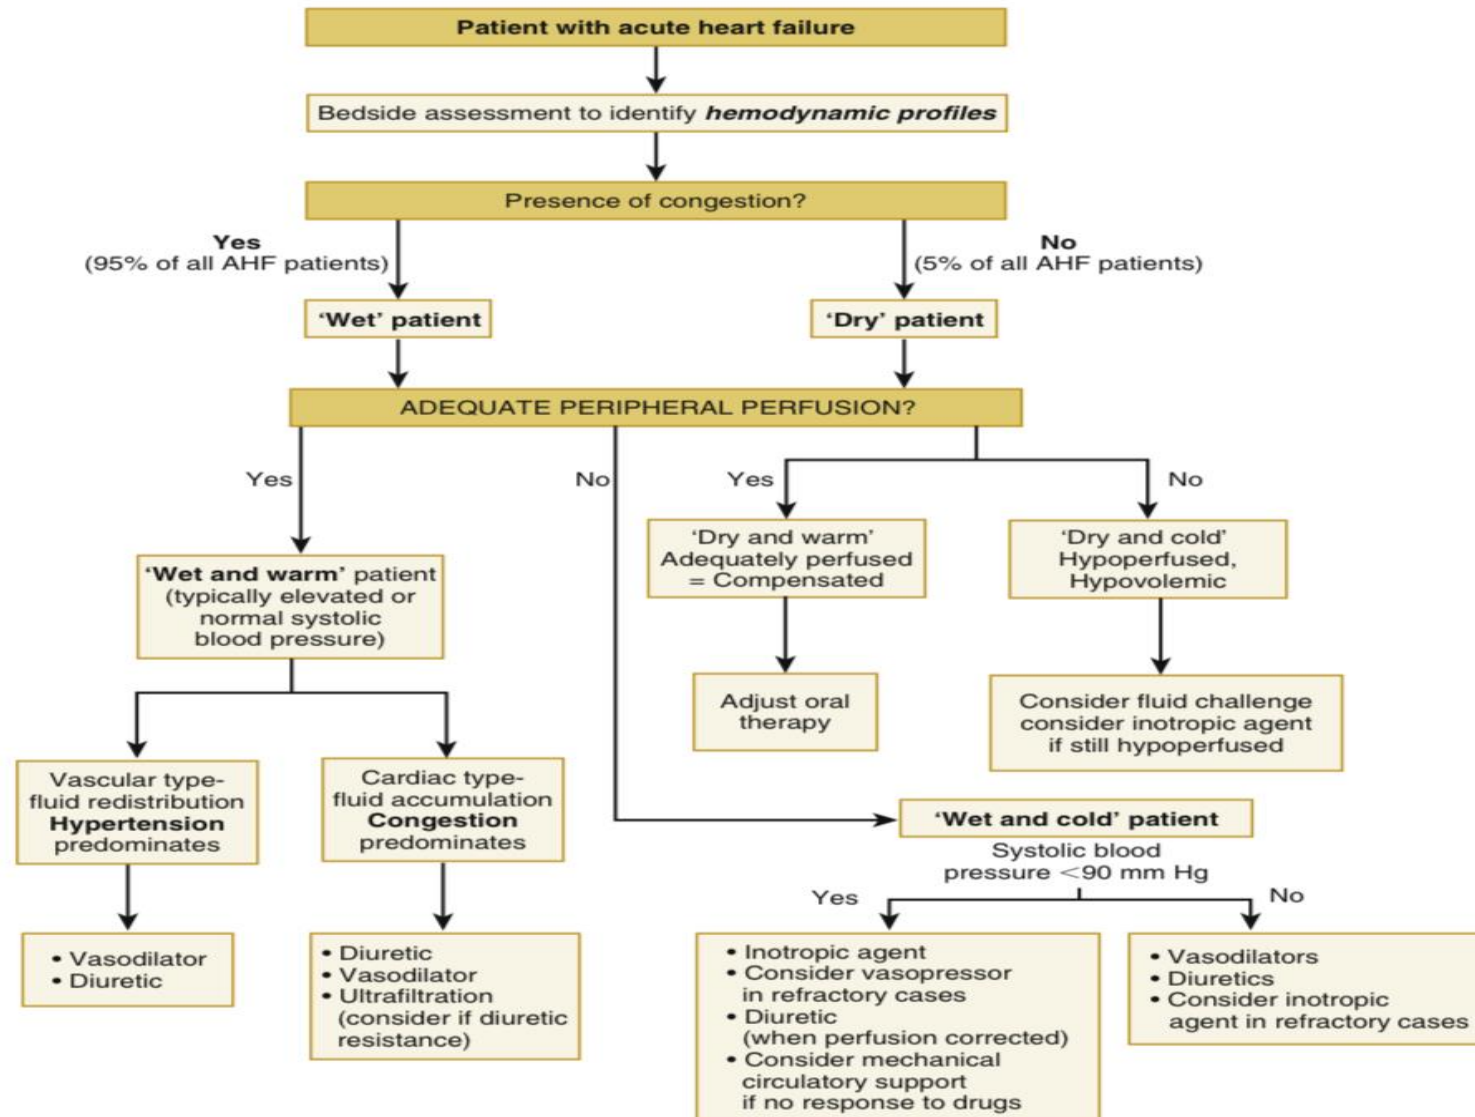 Patient with acute heart failure
Bedside assessment to identify hemodynamic profiles
Presence of congestion?
Yes
(95% of all AHF patients)
No
(5% of all AHF patients)
‘Wet’ patient
‘Dry’ patient
ADEQUATE PERIPHERAL PERFUSION?
Yes
No
Yes
No
‘Wet and warm’ patient
(typically elevated or
normal systolic
blood pressure)
‘Dry and warm’
Adequately perfused
= Compensated
‘Dry and cold’
Hypoperfused,
Hypovolemic
Adjust oral
therapy
Consider fluid challenge
consider inotropic agent
if still hypoperfused
Vascular type-
fluid redistribution
Hypertension
predominates
Cardiac type-
fluid accumulation
Congestion
predominates
‘Wet and cold’ patient
Systolic blood
pressure <90 mm Hg
Yes
No
• Vasodilator
• Diuretic
• Diuretic
• Vasodilator
• Ultrafiltration
(consider if diuretic
resistance)
• Inotropic agent
• Consider vasopressor
in refractory cases
• Diuretic
(when perfusion corrected)
• Consider mechanical
circulatory support
if no response to drugs
• Vasodilators
• Diuretics
• Consider inotropic
agent in refractory cases